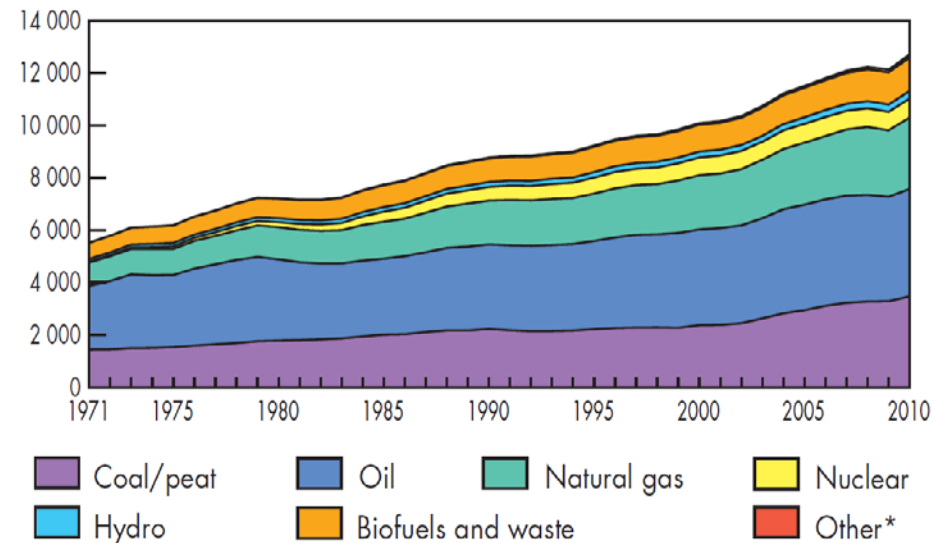 14 000
12 000
10 000
8 000
6 000
4 000
2 000
0
1971 1975 1980 1985 1990 1995 2000 2005 2010
Coal/peat Oil Natural gas Nuclear
Hydro Biofuels and waste Other*